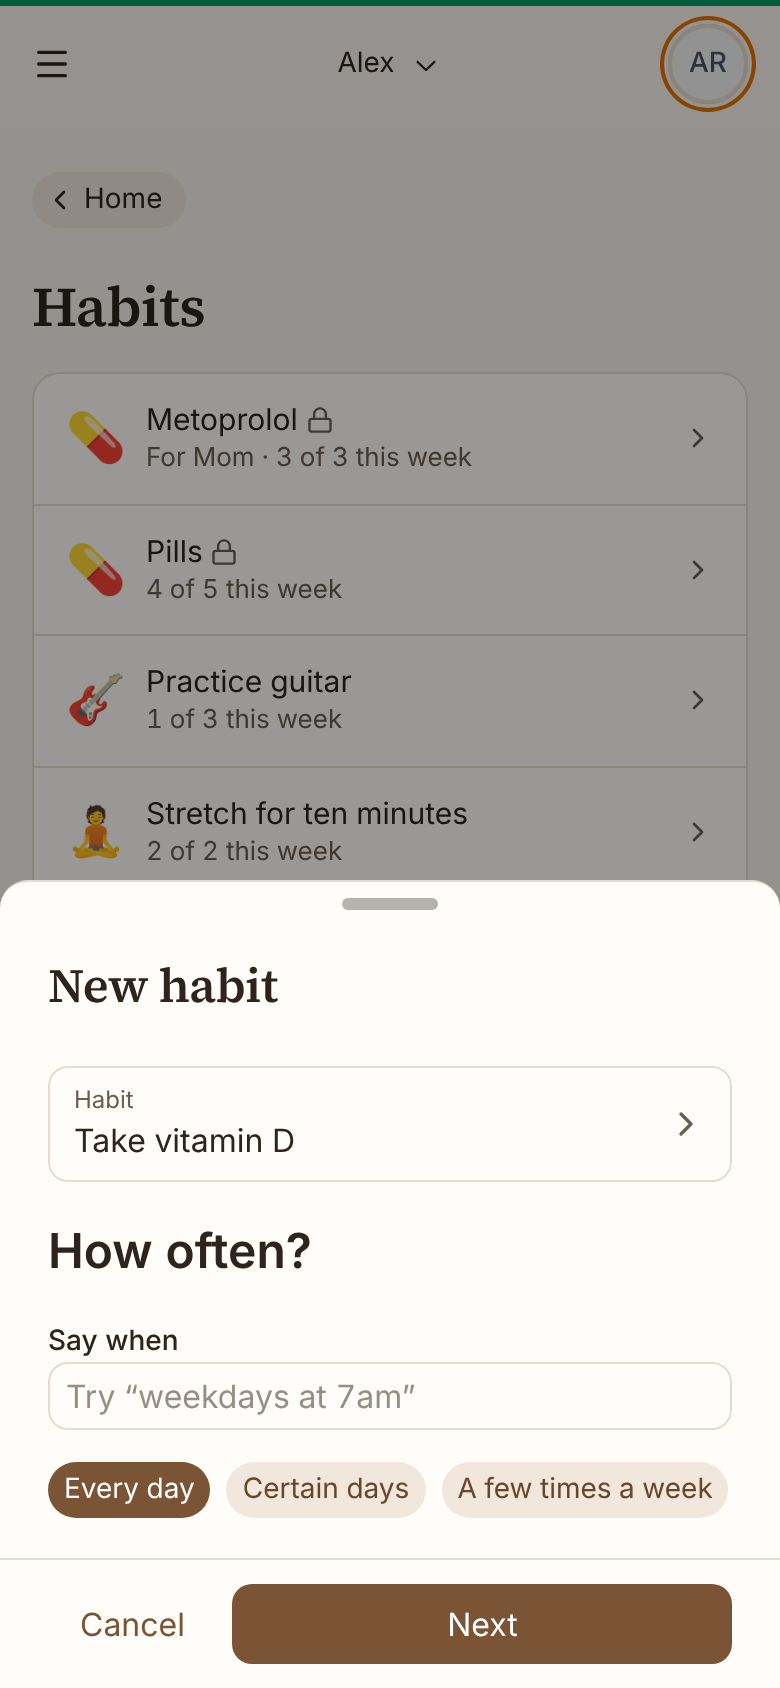 Alex
AR
Home
Habits
Metoprolol
For Mom · 3 of 3 this week
Pills
4 of 5 this week
Practice guitar
1 of 3 this week
Stretch for ten minutes
2 of 2 this week
New habit
Habit
Take vitamin D
How often?
Say when
Try “weekdays at 7am”
Every day Certain days A few times a week
Cancel Next